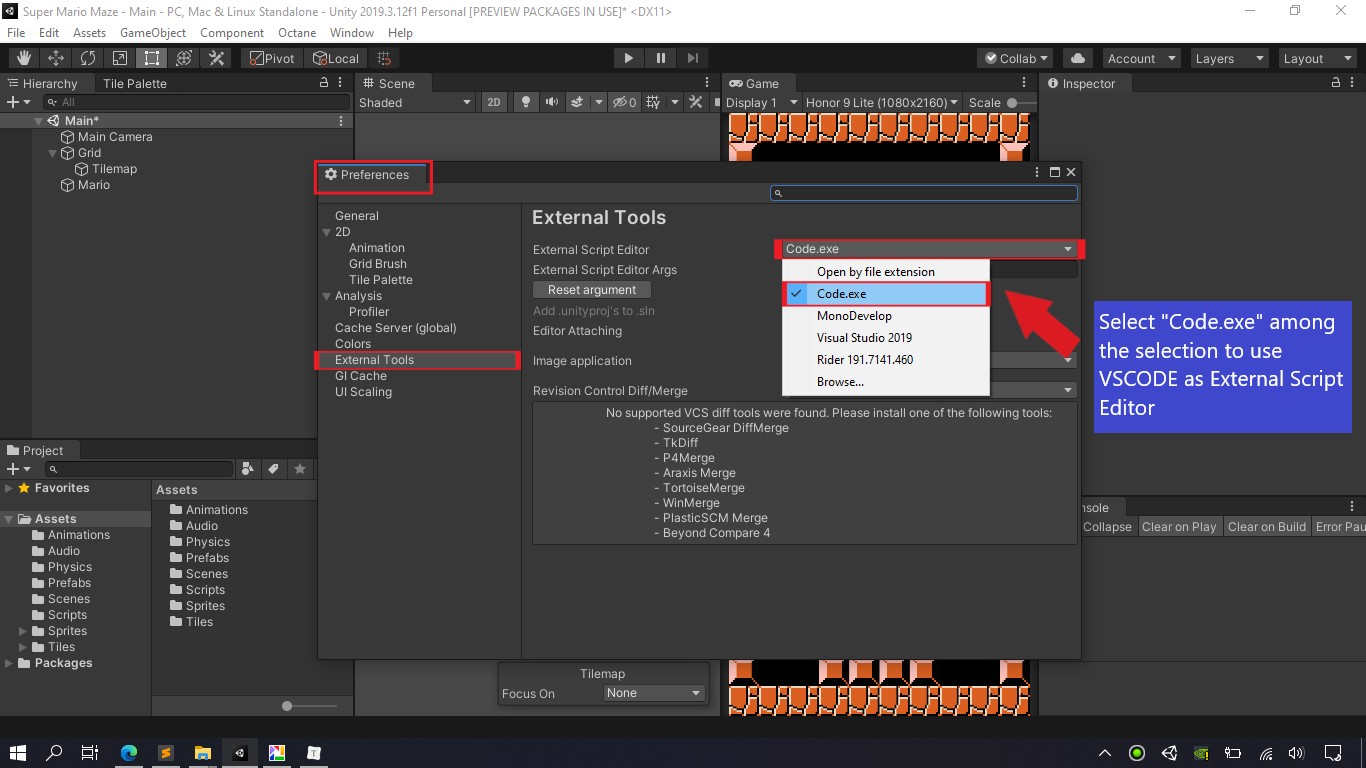 Super Mario Maze - Main - PC, Mac & Linux Standalone - Unity 2019.3.12f1 Personal [PREVIEW PACKAGES IN USE]* <DX11>
File Edit Assets GameObject Component Octane Window Help
Pivot Local Collab Account Layers Layout
Hierarchy Tile Palette
All
Main*
Main Camera
Grid
Tilemap
Mario
Scene
Shaded 2D 0
Game
Display 1 Honor 9 Lite (1080x2160) Scale
Inspector
Preferences
General
2D
Animation
Grid Brush
Tile Palette
Analysis
Profiler
Cache Server (global)
Colors
External Tools
GI Cache
UI Scaling
External Tools
External Script Editor Code.exe
External Script Editor Args
Reset argument
Add .unityproj's to .sln
Editor Attaching
Image application
Revision Control Diff/Merge
Open by file extension
Code.exe
MonoDevelop
Visual Studio 2019
Rider 191.7141.460
Browse...
No supported VCS diff tools were found. Please install one of the following tools:
- SourceGear DiffMerge
- TkDiff
- P4Merge
- Araxis Merge
- TortoiseMerge
- WinMerge
- PlasticSCM Merge
- Beyond Compare 4
Select "Code.exe" among
the selection to use
VSCODE as External Script
Editor
Project
Favorites
Assets
Animations
Audio
Physics
Prefabs
Scenes
Scripts
Sprites
Tiles
Packages
Assets
Animations
Audio
Physics
Prefabs
Scenes
Scripts
Sprites
Tiles
Tilemap
Focus On None
nsole
Collapse Clear on Play Clear on Build Error Pau
T